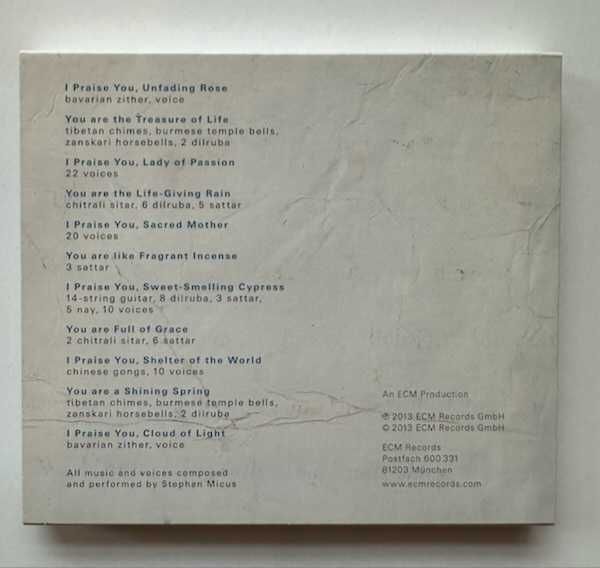 I Praise You, Unfading Rose
bavarian zither, voice
You are the Treasure of Life
tibetan chimes, burmese temple bells,
zanskari horsebells, 2 dilruba
I Praise You, Lady of Passion
22 voices
You are the Life-Giving Rain
chitrali sitar, 6 dilruba, 5 sattar
I Praise You, Sacred Mother
20 voices
You are like Fragrant Incense
3 sattar
I Praise You, Sweet-Smelling Cypress
14-string guitar, 8 dilruba, 3 sattar,
5 nay, 10 voices
You are Full of Grace
2 chitrali sitar, 6 sattar
I Praise You, Shelter of the World
chinese gongs, 10 voices
You are a Shining Spring
tibetan chimes, burmese temple bells,
zanskari horsebells, 2 dilruba
I Praise You, Cloud of Light
bavarian zither, voice
All music and voices composed
and performed by Stephan Micus
An ECM Production
℗ 2013 ECM Records GmbH
© 2013 ECM Records GmbH
ECM Records
Postfach 600 331
81203 München
www.ecmrecords.com